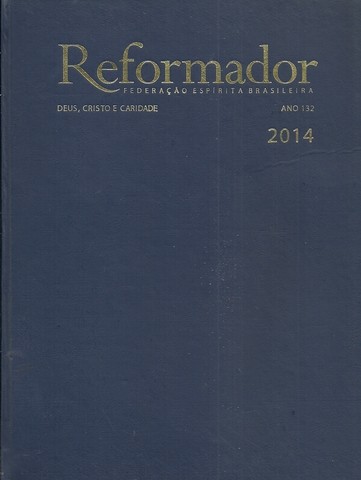 Reformador
FEDERAÇÃO ESPÍRITA BRASILEIRA
DEUS, CRISTO E CARIDADE ANO 132
2014